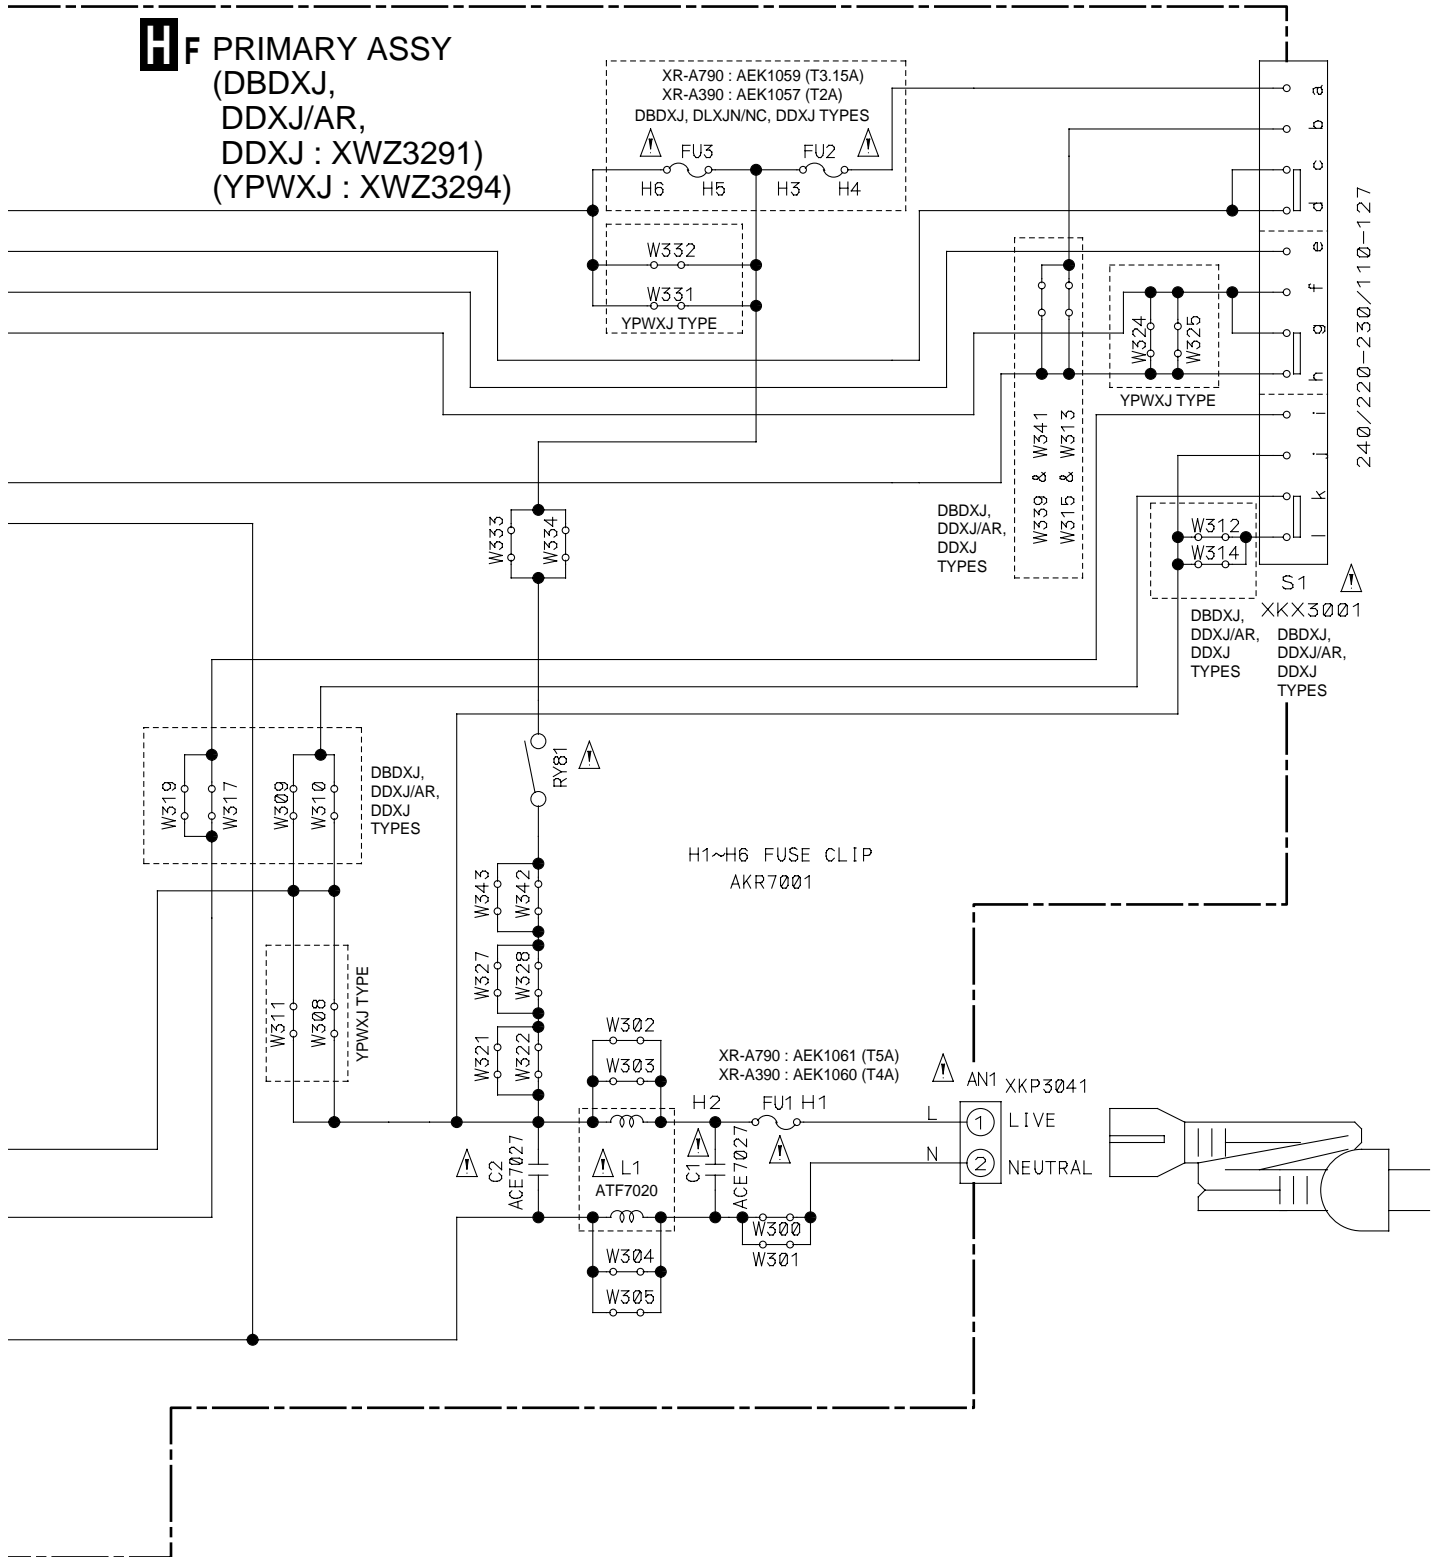 H F PRIMARY ASSY
(DBDXJ,
DDXJ/AR,
DDXJ : XWZ3291)
(YPWXJ : XWZ3294)
XR-A790 : AEK1059 (T3.15A)
XR-A390 : AEK1057 (T2A)
DBDXJ, DLXJN/NC, DDXJ TYPES
FU3
FU2
H6
H5
H3
H4
W332
W331
YPWXJ TYPE
a
b
c
d
e
f
g
h
i
j
k
l
240/220-230/110-127
W324
W325
YPWXJ TYPE
W339 & W341
W315 & W313
DBDXJ,
DDXJ/AR,
DDXJ
TYPES
W333
W334
W312
W314
S1
XKX3001
DBDXJ,
DDXJ/AR,
DDXJ
TYPES
DBDXJ,
DDXJ/AR,
DDXJ
TYPES
RY81
W319
W317
W309
W310
DBDXJ,
DDXJ/AR,
DDXJ
TYPES
H1~H6 FUSE CLIP
AKR7001
W343
W342
W327
W328
W321
W322
W311
W308
YPWXJ TYPE
W302
W303
XR-A790 : AEK1061 (T5A)
XR-A390 : AEK1060 (T4A)
AN1
XKP3041
H2
FU1
H1
L
1
LIVE
N
2
NEUTRAL
C2
ACE7027
L1
ATF7020
C1
ACE7027
W300
W301
W304
W305